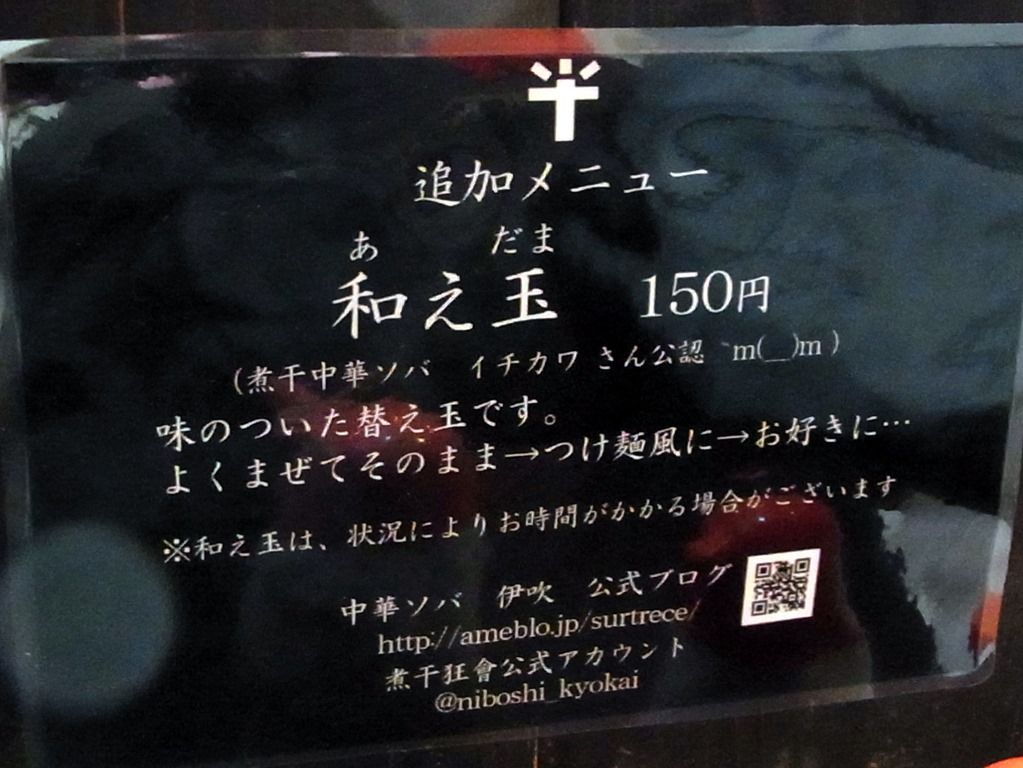 追加メニュー
あ だま
和え玉 150円
(煮干中華ソバ イチカワ さん公認 m(__)m )
味のついた替え玉です。
よくまぜてそのまま→つけ麺風に→お好きに…
※和え玉は、状況によりお時間がかかる場合がございます
中華ソバ 伊吹 公式ブログ
http://ameblo.jp/surtrece/
煮干狂會公式アカウント
@niboshi_kyokai